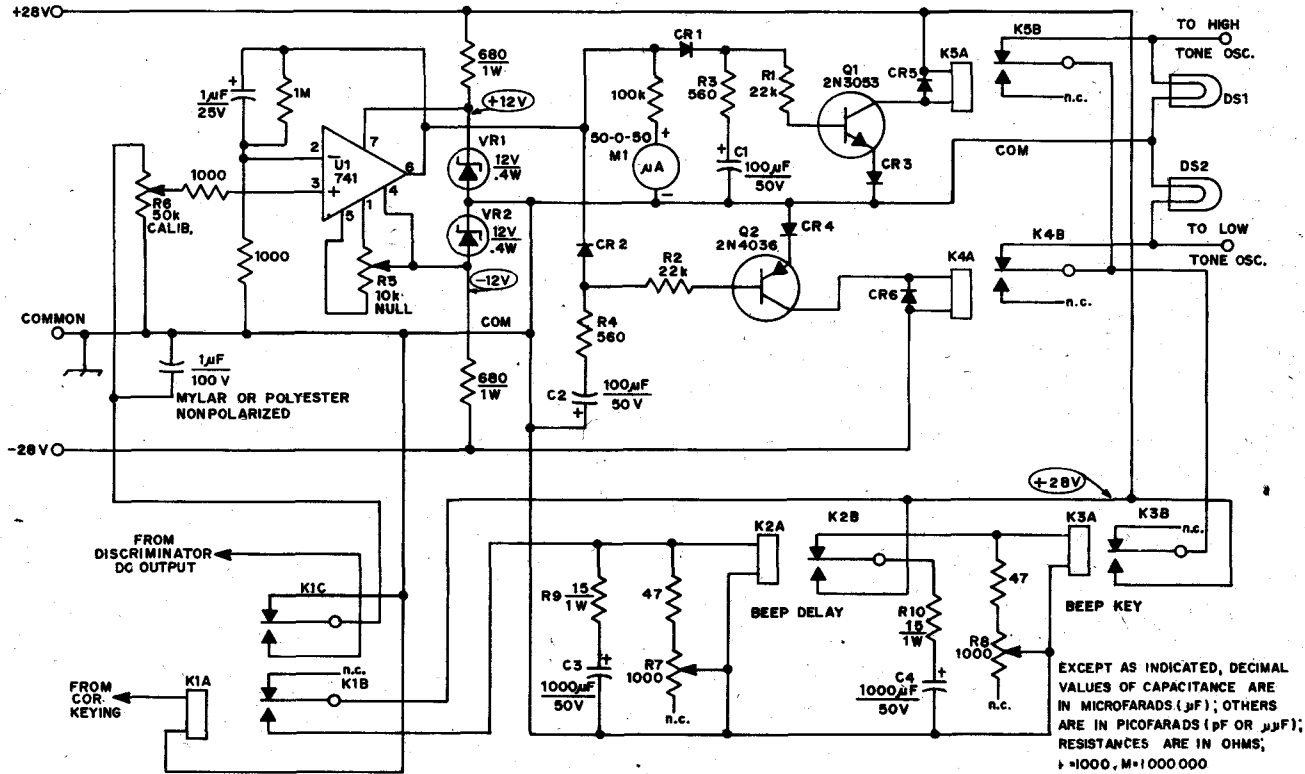 +28V
1µF
25V
1M
680
1W
+12V
2
3
7
6
4
5
1
U1
741
R6
50k
CALIB.
1000
1000
R5
10k
NULL
VR1
12V
.4W
VR2
12V
.4W
-12V
680
1W
COMMON
COM
1µF
100V
MYLAR OR POLYESTER
NONPOLARIZED
-28V
CR1
100k
50-0-50
M1
µA
+
-
R3
560
C1
100µF
50V
R1
22k
Q1
2N3053
CR3
CR5
K5A
K5B
n.c.
TO HIGH
TONE OSC.
DS1
COM
DS2
TO LOW
TONE OSC.
CR2
R2
22k
Q2
2N4036
CR4
CR6
K4A
K4B
n.c.
R4
560
C2
100µF
50V
FROM
DISCRIMINATOR
DC OUTPUT
K1C
n.c.
K1B
FROM
COR.
KEYING
K1A
R9
15
1W
47
C3
1000µF
50V
R7
1000
n.c.
K2A
K2B
BEEP DELAY
R10
15
1W
C4
1000µF
50V
47
R8
1000
n.c.
K3A
+28V
K3B
n.c.
BEEP KEY
EXCEPT AS INDICATED, DECIMAL
VALUES OF CAPACITANCE ARE
IN MICROFARADS (µF); OTHERS
ARE IN PICOFARADS (pF OR µµF);
RESISTANCES ARE IN OHMS;
k=1000, M=1000000